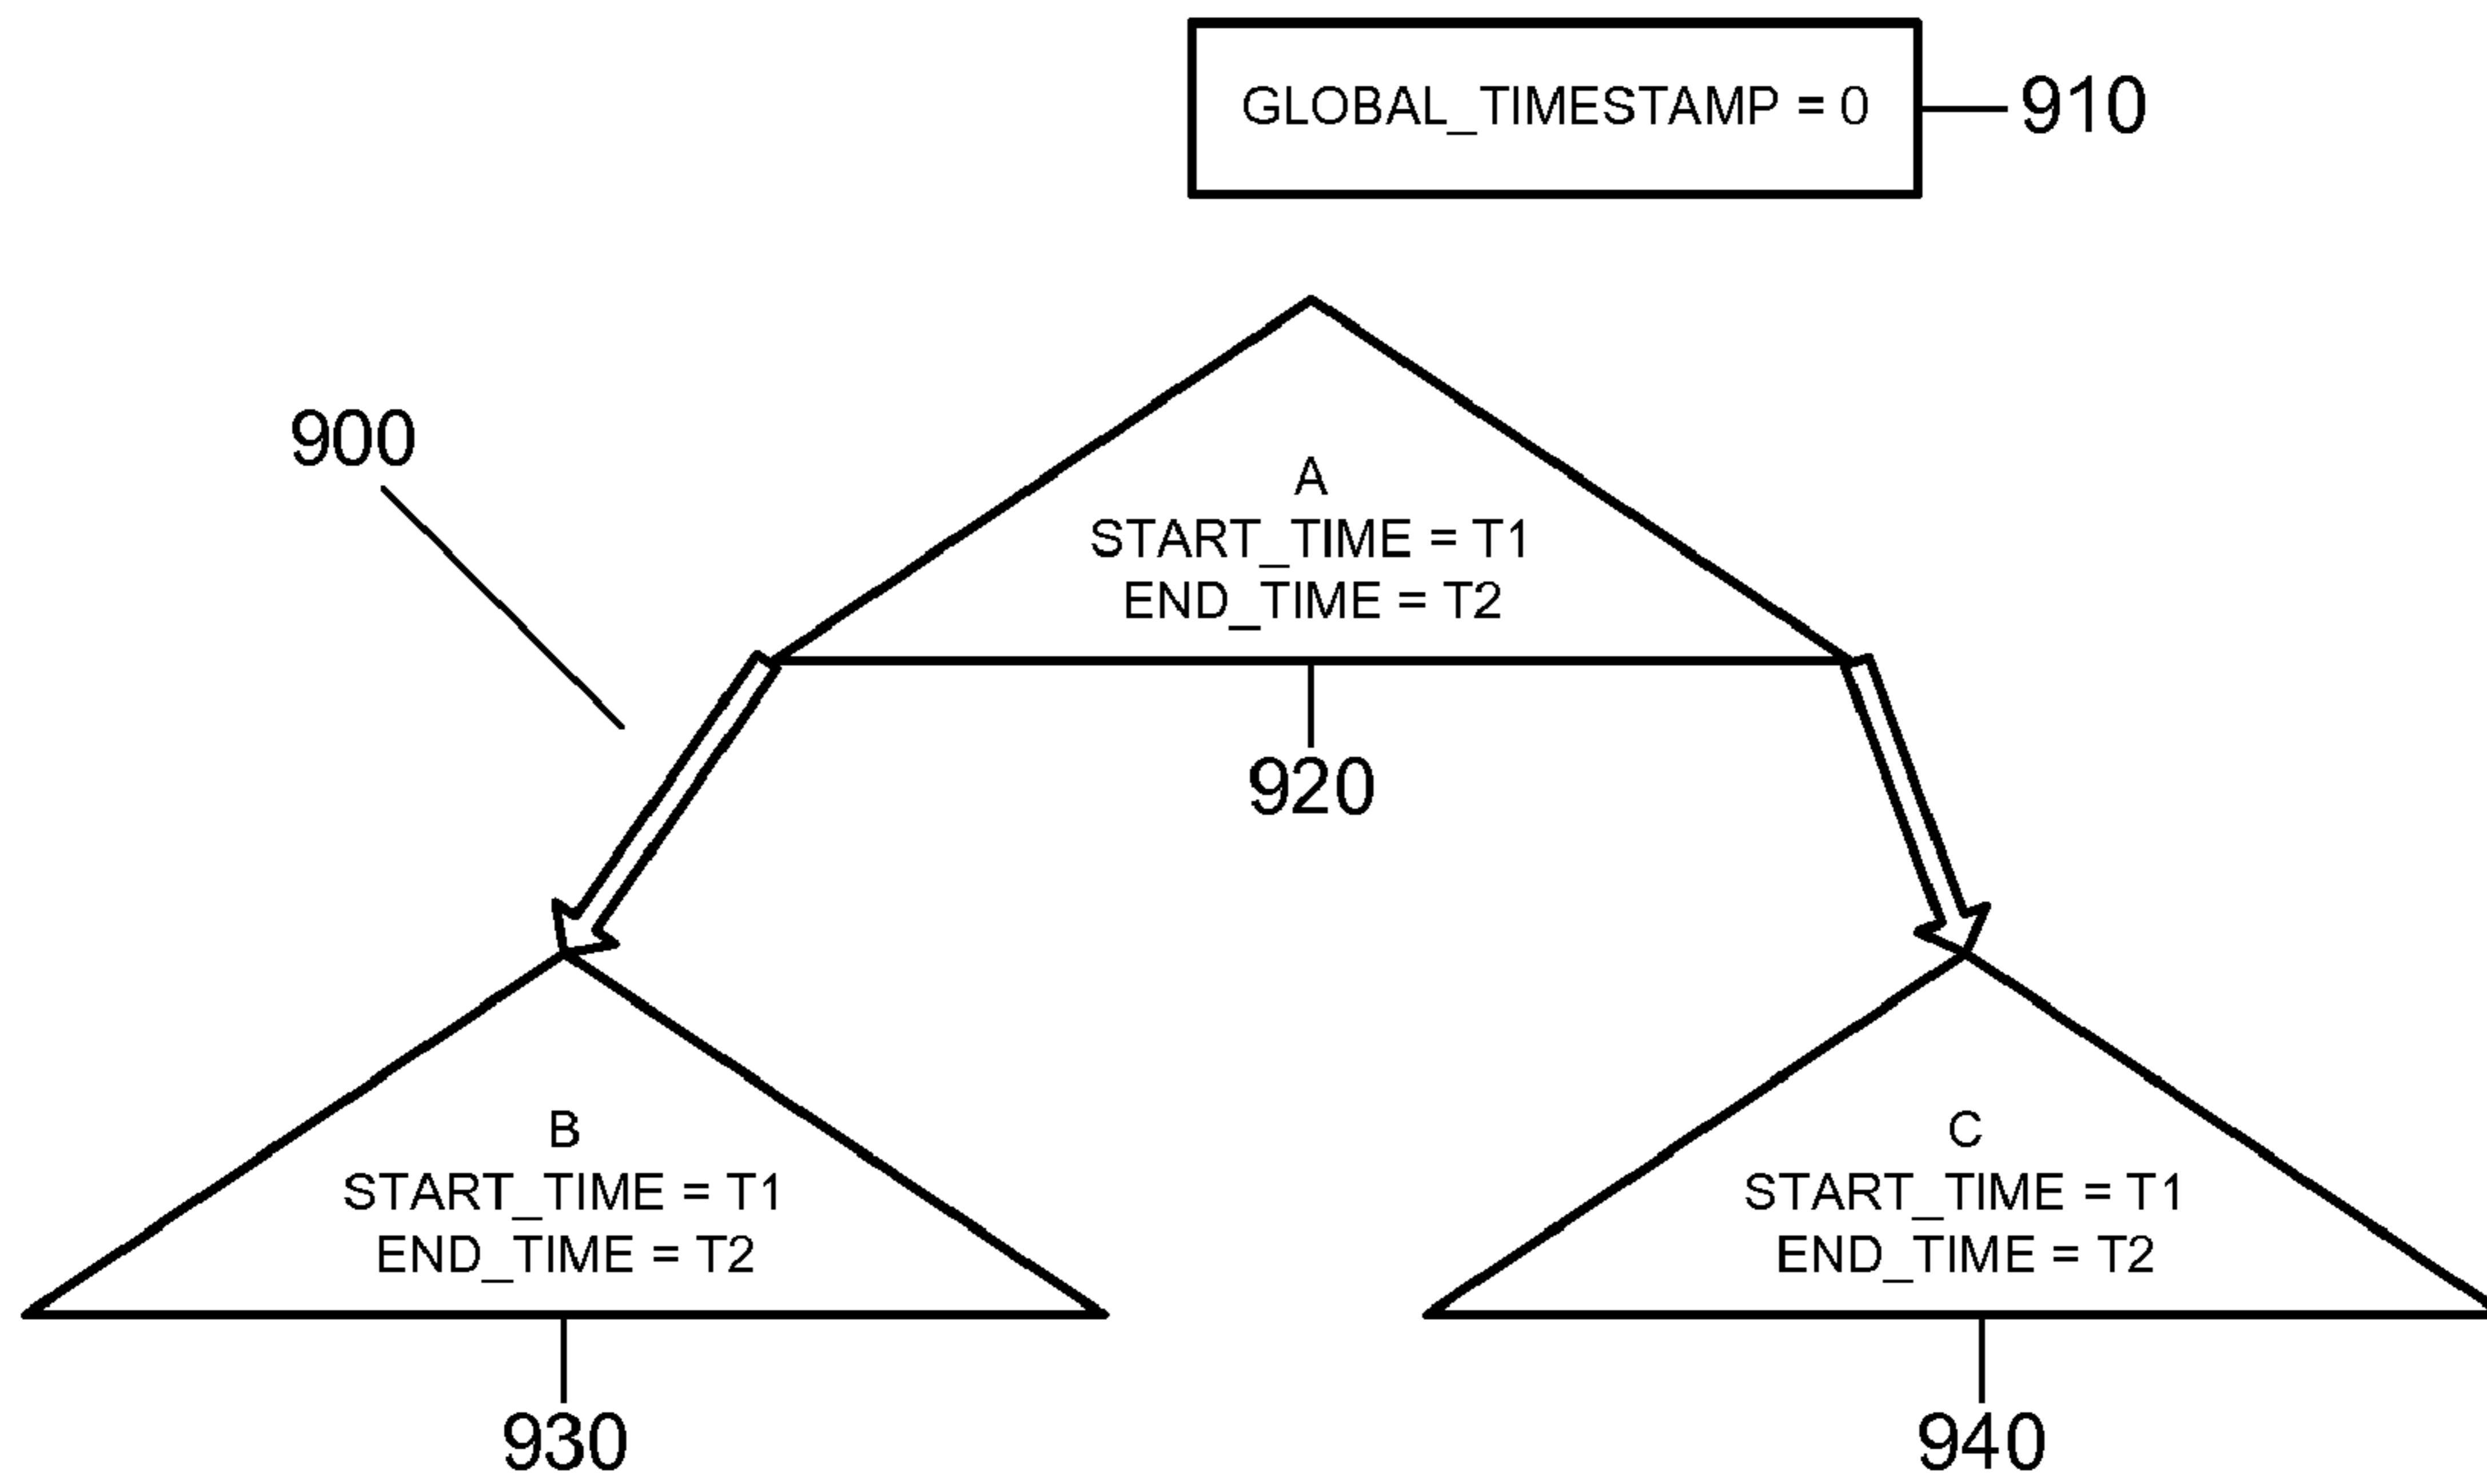 GLOBAL_TIMESTAMP = 0
910
900
A
START_TIME = T1
END_TIME = T2
920
B
START_TIME = T1
END_TIME = T2
930
C
START_TIME = T1
END_TIME = T2
940